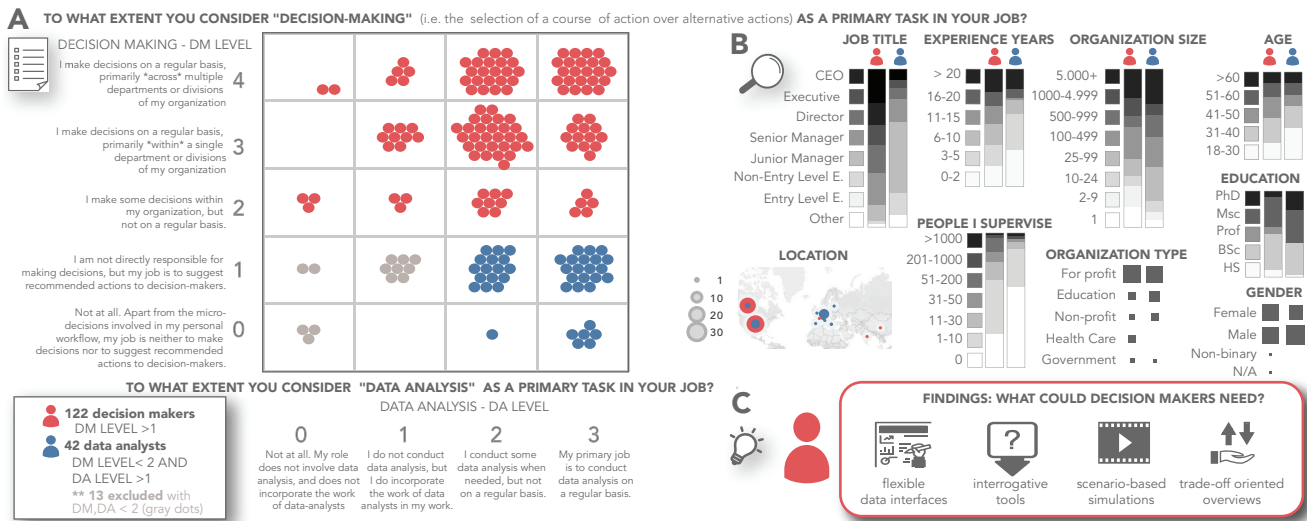 A TO WHAT EXTENT YOU CONSIDER "DECISION-MAKING" (i.e. the selection of a course of action over alternative actions) AS A PRIMARY TASK IN YOUR JOB?
DECISION MAKING - DM LEVEL
I make decisions on a regular basis,
primarily *across* multiple
departments or divisions
of my organization
4
I make decisions on a regular basis,
primarily *within* a single
department or divisions
of my organization
3
I make some decisions within
my organization, but
not on a regular basis.
2
I am not directly responsible for
making decisions, but my job is to suggest
recommended actions to decision-makers.
1
Not at all. Apart from the micro-
decisions involved in my personal
workflow, my job is neither to make
decisions nor to suggest recommended
actions to decision-makers.
0
TO WHAT EXTENT YOU CONSIDER "DATA ANALYSIS" AS A PRIMARY TASK IN YOUR JOB?
DATA ANALYSIS - DA LEVEL
0
Not at all. My role
does not involve data
analysis, and does not
incorporate the work
of data-analysts
1
I do not conduct
data analysis, but
I do incorporate
the work of data
analysts in my work.
2
I conduct some
data analysis when
needed, but not
on a regular basis.
3
My primary job
is to conduct
data analysis on
a regular basis.
122 decision makers
DM LEVEL >1
42 data analysts
DM LEVEL< 2 AND
DA LEVEL >1
** 13 excluded with
DM,DA < 2 (gray dots)
B
JOB TITLE
CEO
Executive
Director
Senior Manager
Junior Manager
Non-Entry Level E.
Entry Level E.
Other
EXPERIENCE YEARS
> 20
16-20
11-15
6-10
3-5
0-2
ORGANIZATION SIZE
5.000+
1000-4.999
500-999
100-499
25-99
10-24
2-9
1
AGE
>60
51-60
41-50
31-40
18-30
EDUCATION
PhD
Msc
Prof
BSc
HS
PEOPLE I SUPERVISE
>1000
201-1000
51-200
31-50
11-30
1-10
0
LOCATION
1
10
20
30
ORGANIZATION TYPE
For profit
Education
Non-profit
Health Care
Government
GENDER
Female
Male
Non-binary
N/A
C
FINDINGS: WHAT COULD DECISION MAKERS NEED?
flexible
data interfaces
?
interrogative
tools
scenario-based
simulations
trade-off oriented
overviews